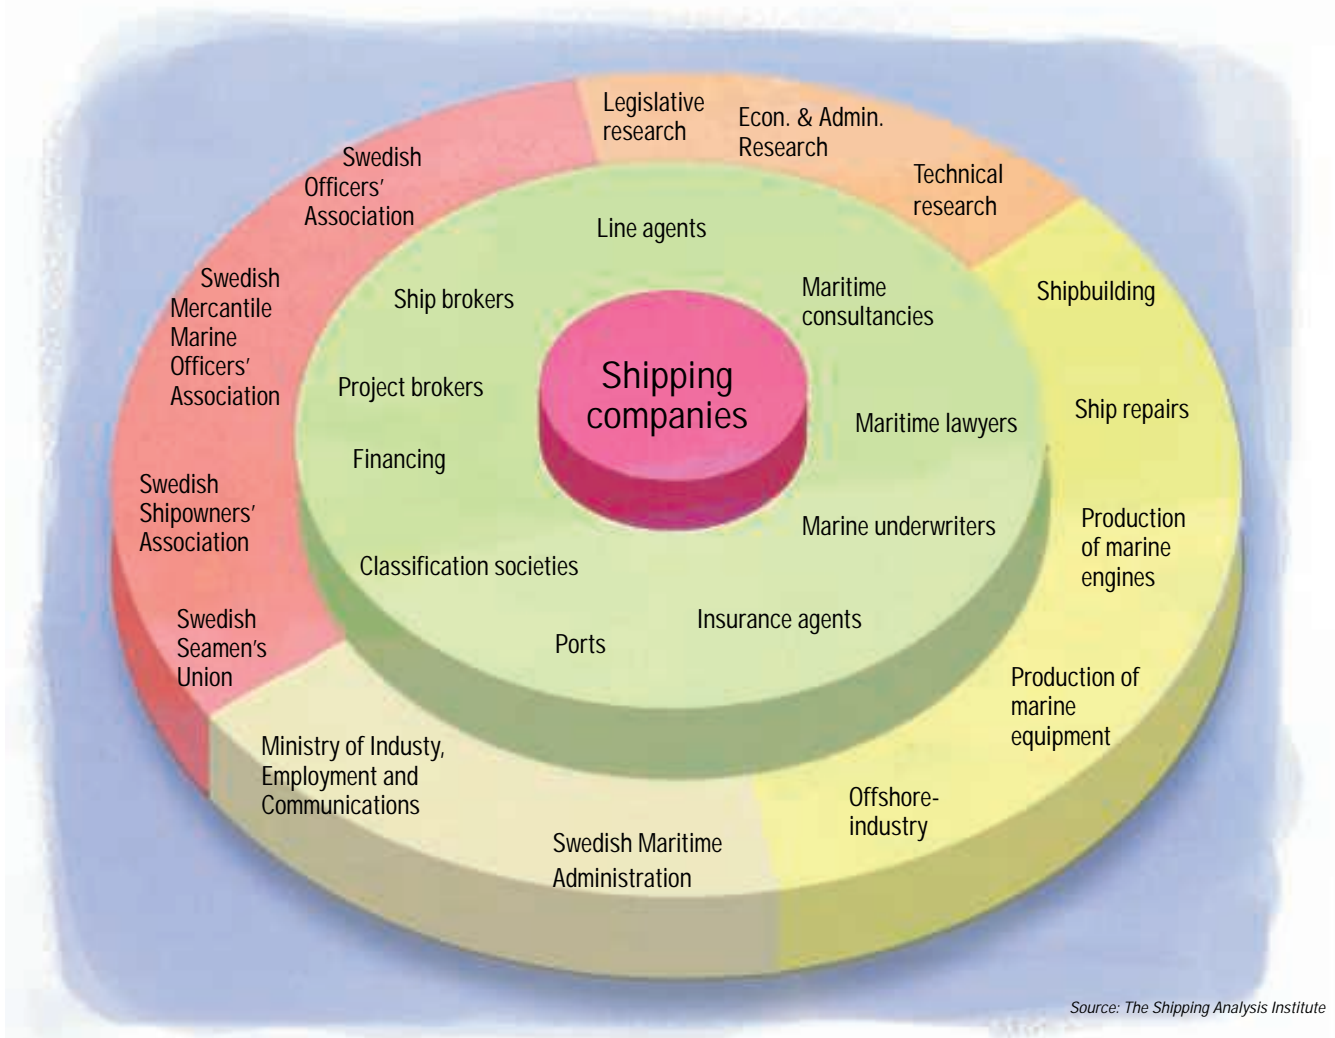 Legislative
research
Econ. & Admin.
Research
Technical
research
Swedish
Officers’
Association
Swedish
Mercantile
Marine
Officers’
Association
Swedish
Shipowners’
Association
Swedish
Seamen’s
Union
Line agents
Ship brokers
Maritime
consultancies
Project brokers
Shipping
companies
Maritime lawyers
Financing
Marine underwriters
Classification societies
Insurance agents
Ports
Shipbuilding
Ship repairs
Production
of marine
engines
Production of
marine
equipment
Offshore-
industry
Ministry of Industy,
Employment and
Communications
Swedish Maritime
Administration
Source: The Shipping Analysis Institute